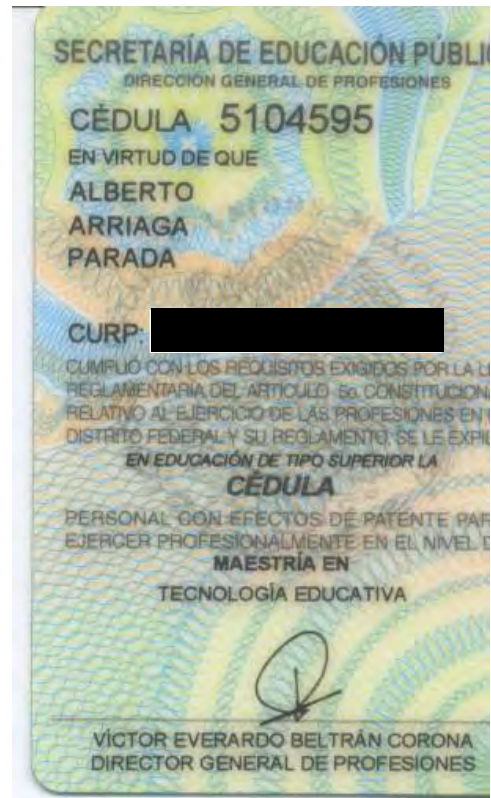 SECRETARÍA DE EDUCACIÓN PÚBLIC
DIRECCIÓN GENERAL DE PROFESIONES
CÉDULA 5104595
EN VIRTUD DE QUE
ALBERTO
ARRIAGA
PARADA
CURP:
CUMPLIÓ CON LOS REQUISITOS EXIGIDOS POR LA
REGLAMENTARIA DEL ARTÍCULO 5o. CONSTITUCIONA
RELATIVO AL EJERCICIO DE LAS PROFESIONES EN
DISTRITO FEDERAL Y SU REGLAMENTO, SE LE EXPI
EN EDUCACIÓN DE TIPO SUPERIOR LA
CÉDULA
PERSONAL CON EFECTOS DE PATENTE PAR
EJERCER PROFESIONALMENTE EN EL NIVEL D
MAESTRÍA EN
TECNOLOGÍA EDUCATIVA
VÍCTOR EVERARDO BELTRÁN CORONA
DIRECTOR GENERAL DE PROFESIONES